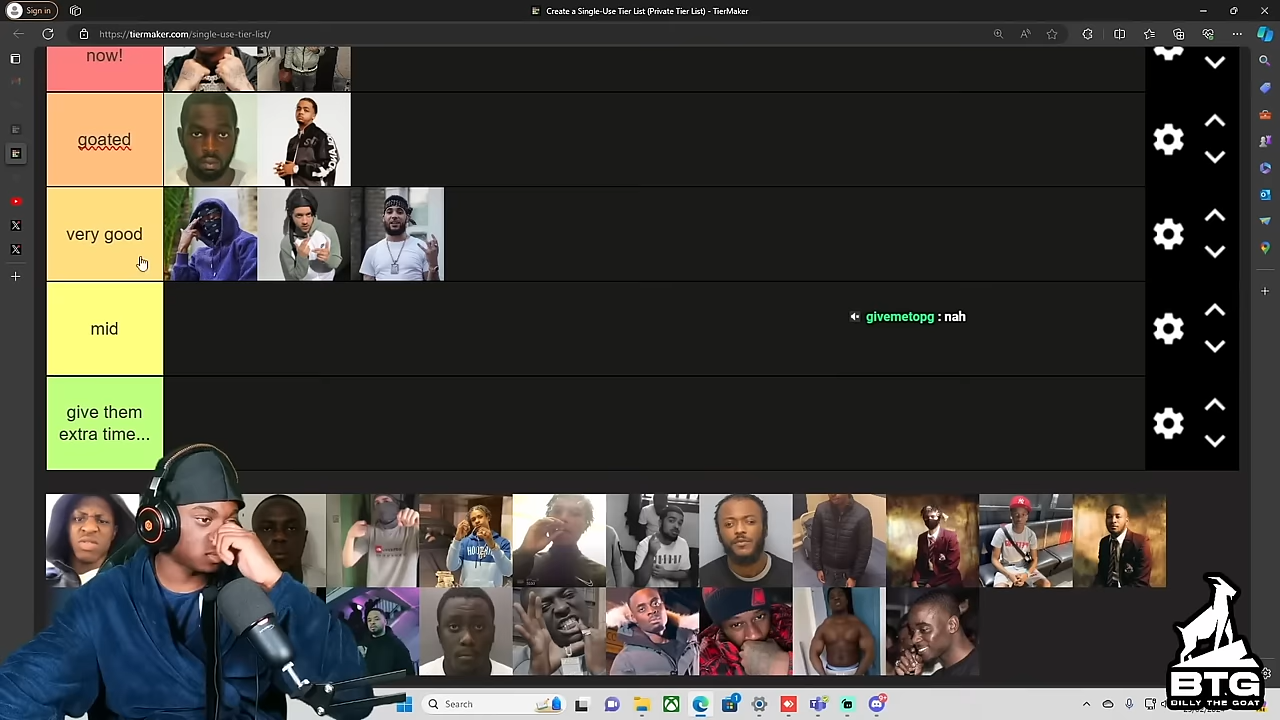 Sign in
Create a Single-Use Tier List (Private Tier List) - TierMaker
https://tiermaker.com/single-use-tier-list/
now!
goated
very good
mid
givemetopg : nah
give them
extra time...
BTG
BILLY THE GOAT
Search